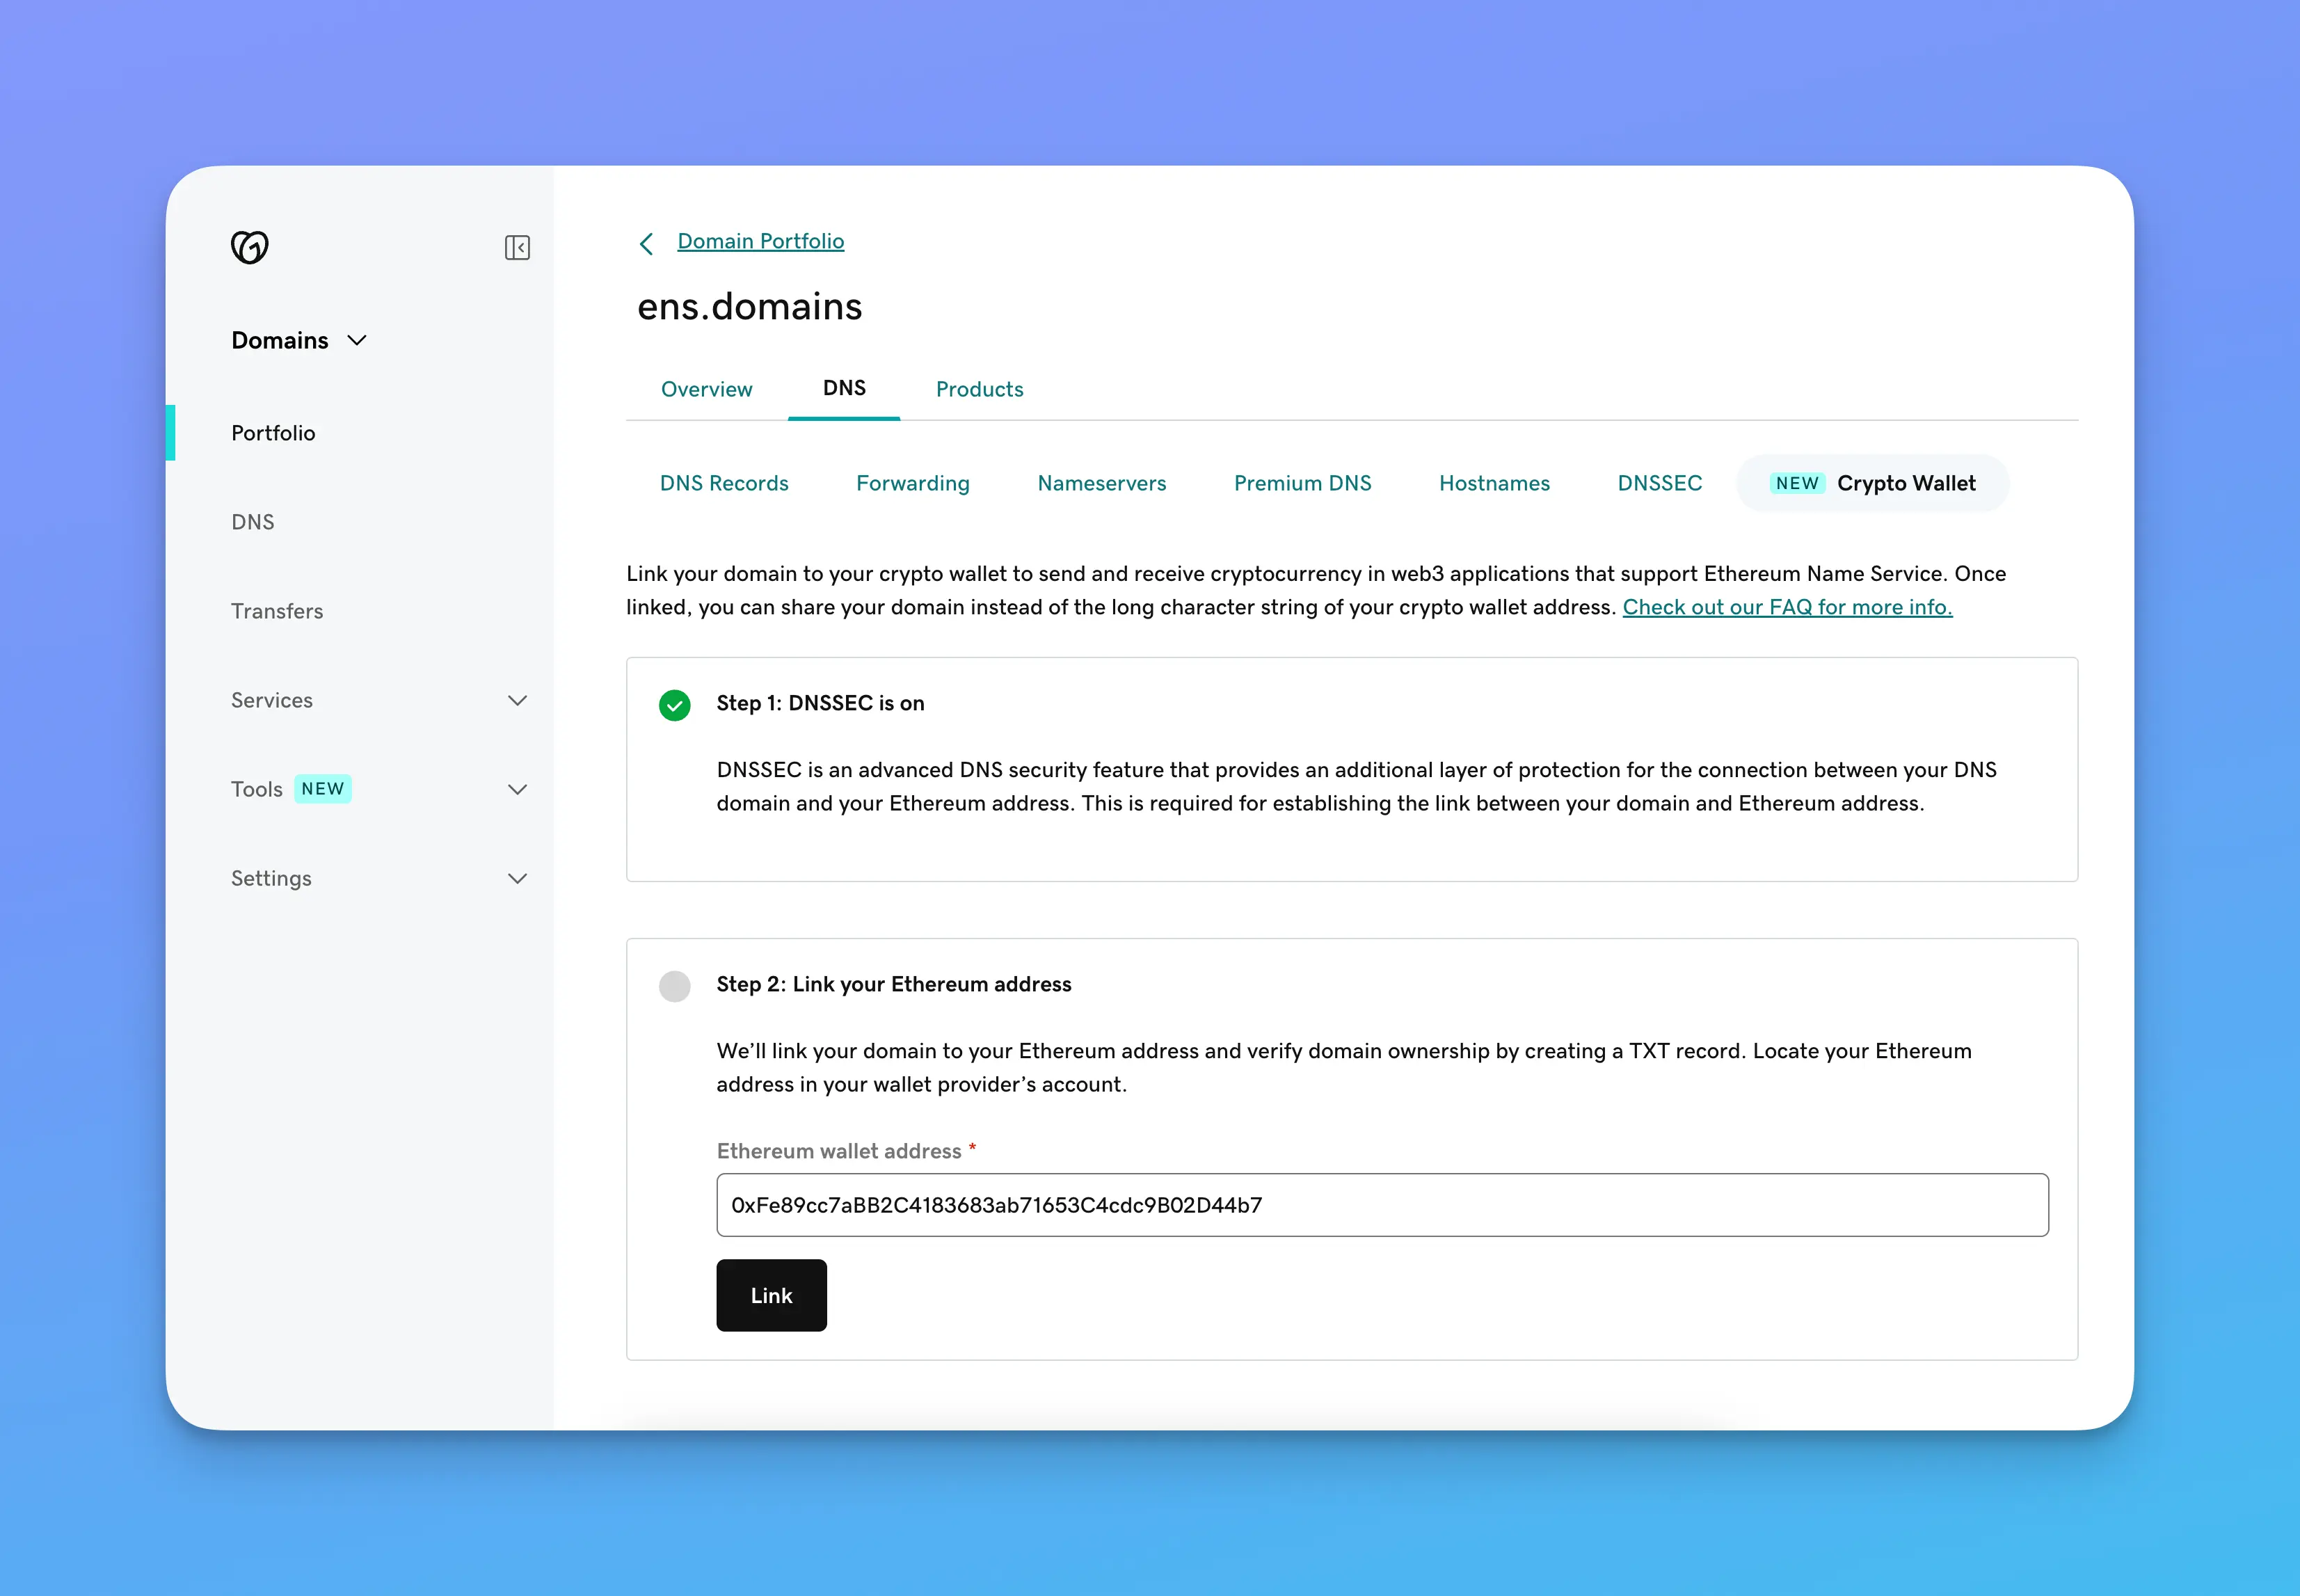 Domains
Portfolio
DNS
Transfers
Services
Tools NEW
Settings
Domain Portfolio
ens.domains
Overview DNS Products
DNS Records Forwarding Nameservers Premium DNS Hostnames DNSSEC NEW Crypto Wallet
Link your domain to your crypto wallet to send and receive cryptocurrency in web3 applications that support Ethereum Name Service. Once
linked, you can share your domain instead of the long character string of your crypto wallet address. Check out our FAQ for more info.
Step 1: DNSSEC is on
DNSSEC is an advanced DNS security feature that provides an additional layer of protection for the connection between your DNS
domain and your Ethereum address. This is required for establishing the link between your domain and Ethereum address.
Step 2: Link your Ethereum address
We’ll link your domain to your Ethereum address and verify domain ownership by creating a TXT record. Locate your Ethereum
address in your wallet provider’s account.
Ethereum wallet address *
0xFe89cc7aBB2C4183683ab71653C4cdc9B02D44b7
Link